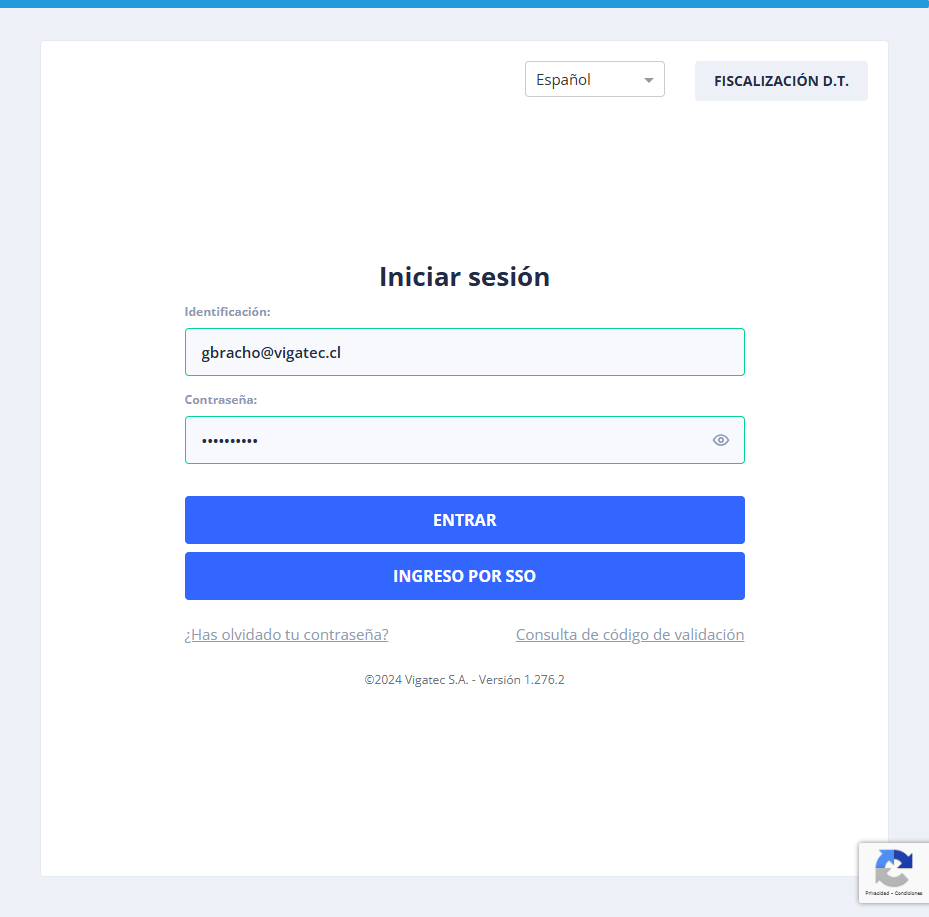 Español
FISCALIZACIÓN D.T.
Iniciar sesión
Identificación:
gbracho@vigatec.cl
Contraseña:
••••••••••
ENTRAR
INGRESO POR SSO
¿Has olvidado tu contraseña?
Consulta de código de validación
©2024 Vigatec S.A. - Versión 1.276.2
Privacidad - Condiciones